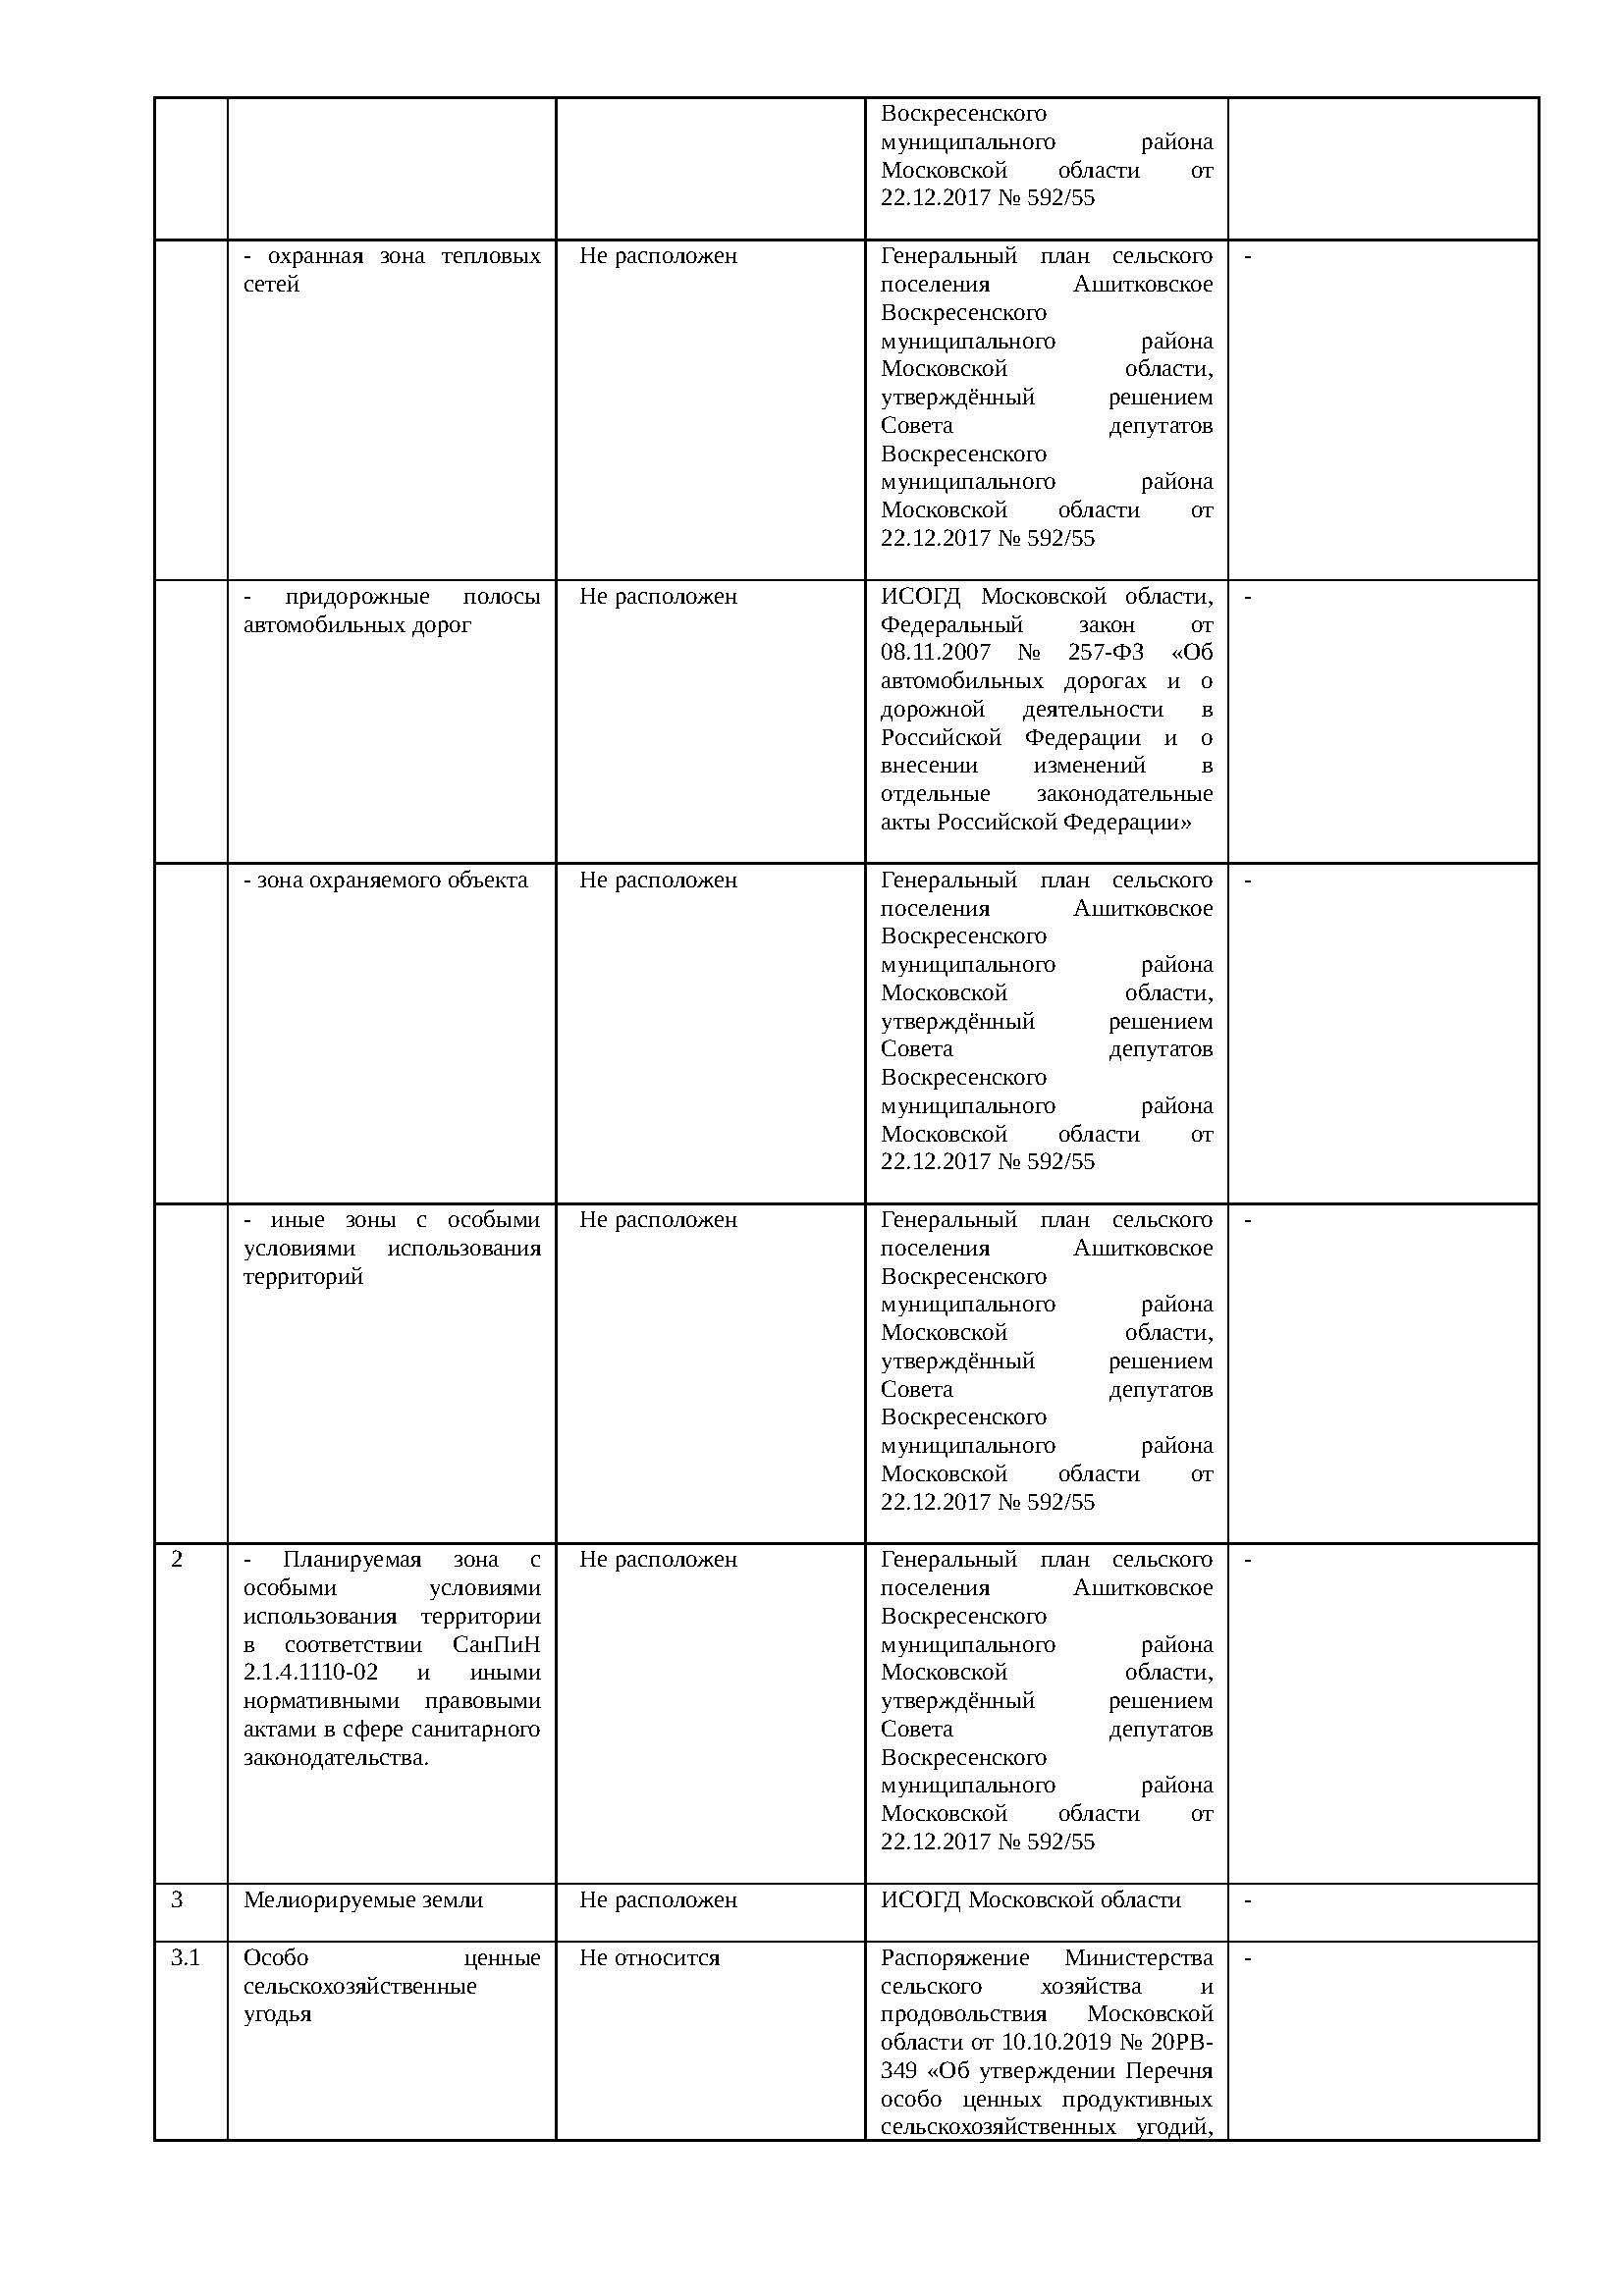 Воскресенского
муниципального района
Московской области от
22.12.2017 № 592/55
- охранная зона тепловых
сетей
Не расположен
Генеральный план сельского
поселения Ашитковское
Воскресенского
муниципального района
Московской области,
утверждённый решением
Совета депутатов
Воскресенского
муниципального района
Московской области от
22.12.2017 № 592/55
-
- придорожные полосы
автомобильных дорог
Не расположен
ИСОГД Московской области,
Федеральный закон от
08.11.2007 № 257-ФЗ «Об
автомобильных дорогах и о
дорожной деятельности в
Российской Федерации и о
внесении изменений в
отдельные законодательные
акты Российской Федерации»
-
- зона охраняемого объекта
Не расположен
Генеральный план сельского
поселения Ашитковское
Воскресенского
муниципального района
Московской области,
утверждённый решением
Совета депутатов
Воскресенского
муниципального района
Московской области от
22.12.2017 № 592/55
-
- иные зоны с особыми
условиями использования
территорий
Не расположен
Генеральный план сельского
поселения Ашитковское
Воскресенского
муниципального района
Московской области,
утверждённый решением
Совета депутатов
Воскресенского
муниципального района
Московской области от
22.12.2017 № 592/55
-
2
- Планируемая зона с
особыми условиями
использования территории
в соответствии СанПиН
2.1.4.1110-02 и иными
нормативными правовыми
актами в сфере санитарного
законодательства.
Не расположен
Генеральный план сельского
поселения Ашитковское
Воскресенского
муниципального района
Московской области,
утверждённый решением
Совета депутатов
Воскресенского
муниципального района
Московской области от
22.12.2017 № 592/55
-
3
Мелиорируемые земли
Не расположен
ИСОГД Московской области
-
3.1
Особо ценные
сельскохозяйственные
угодья
Не относится
Распоряжение Министерства
сельского хозяйства и
продовольствия Московской
области от 10.10.2019 № 20РВ-
349 «Об утверждении Перечня
особо ценных продуктивных
сельскохозяйственных угодий,
-